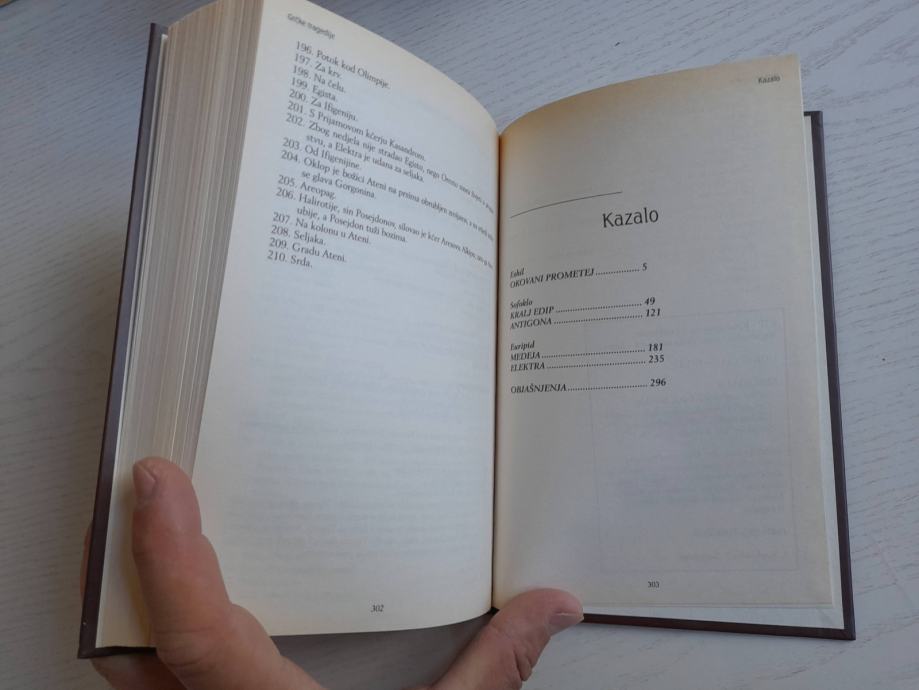 Grčke tragedije
196. Potok kod Olimpije.
197. Za krv.
198. Na čelu.
199. Egista.
200. Za Ifigeniju.
201. S Prijamovom kćerju Kasandrom.
202. Zbog nedjela nije stradao Egisto, nego Orestu
stvu, a Elektra je udana za seljaka.
203. Od Ifigenijine.
204. Oklop je božici Ateni na prsima obrubljen zmijama, a na
se glava Gorgonina.
205. Areopag.
206. Halirotije, sin Posejdonov, silovao je kćer Aresovu Alkipu,
ubije, a Posejdon tuži bozima.
207. Na kolonu u Ateni.
208. Seljaka.
209. Gradu Ateni.
210. Srda.
302
Kazalo
Kazalo
Eshil
OKOVANI PROMETEJ ................ 5
Sofoklo
KRALJ EDIP ............................ 49
ANTIGONA ............................ 121
Euripid
MEDEJA ................................. 181
ELEKTRA ................................ 235
OBJAŠNJENJA ......................... 296
303